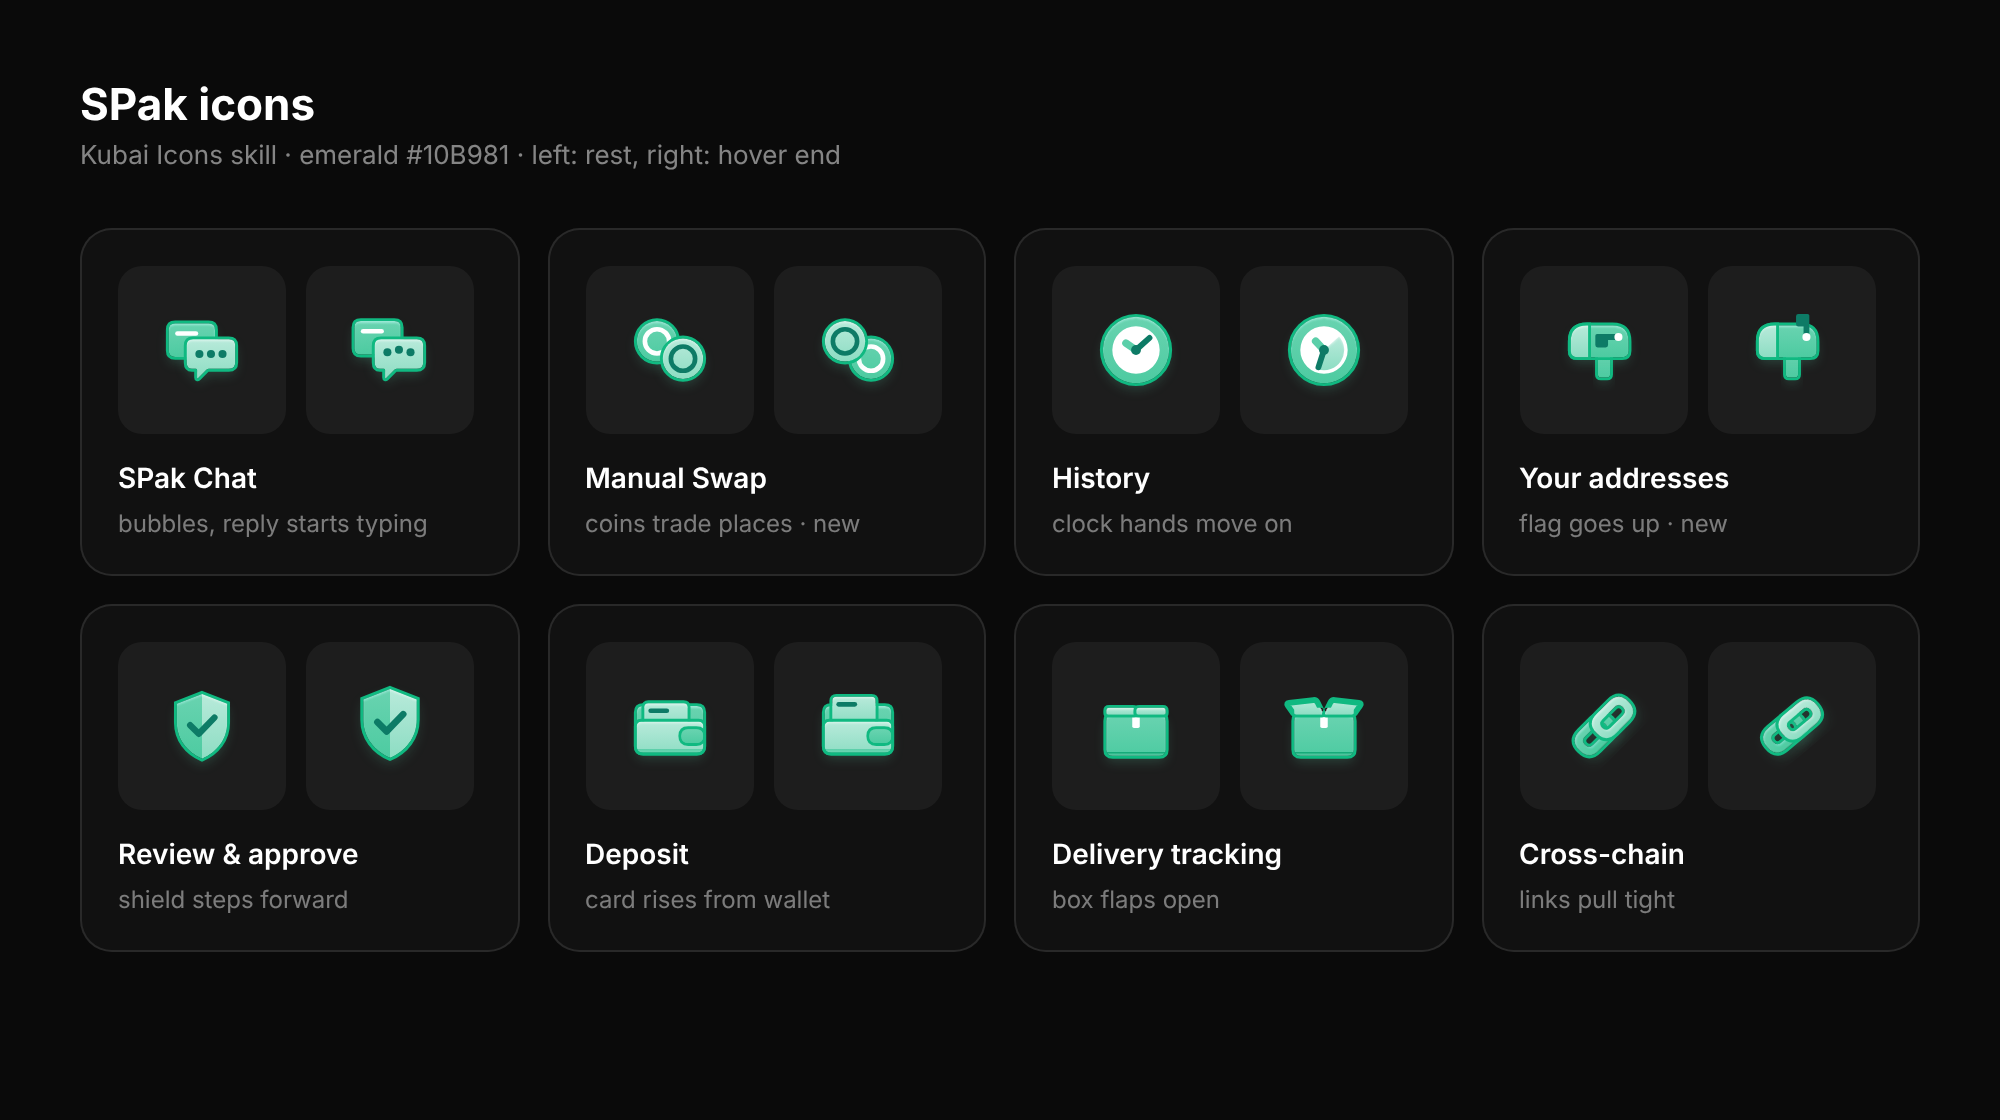 SPak icons
Kubai Icons skill · emerald #10B981 · left: rest, right: hover end
SPak Chat
bubbles, reply starts typing
Manual Swap
coins trade places · new
History
clock hands move on
Your addresses
flag goes up · new
Review & approve
shield steps forward
Deposit
card rises from wallet
Delivery tracking
box flaps open
Cross-chain
links pull tight